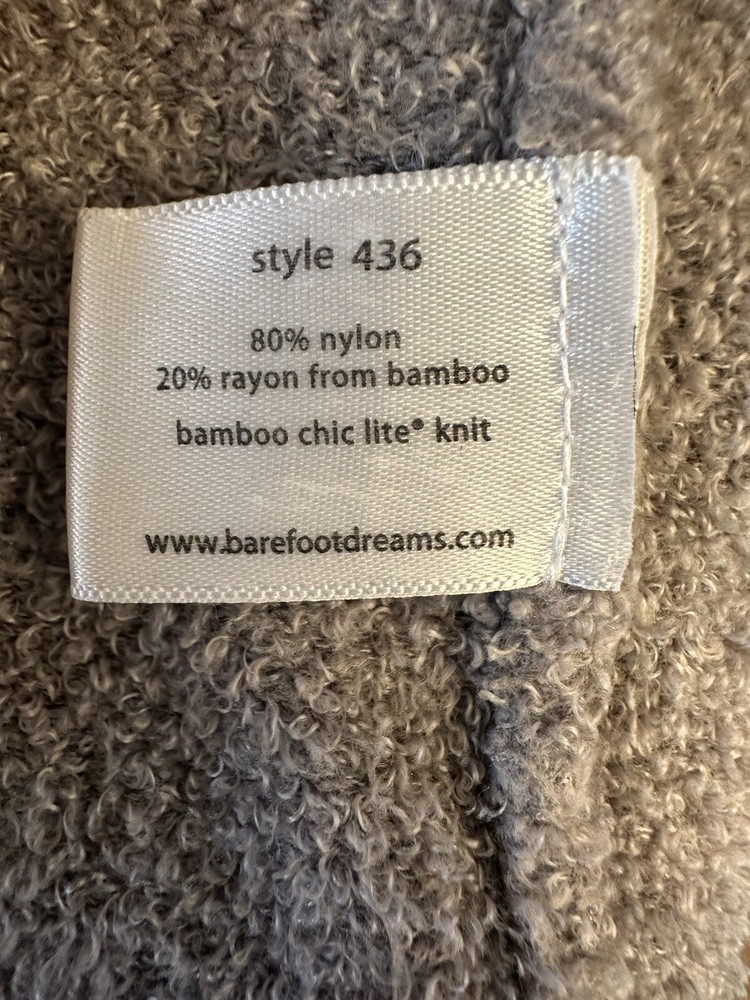 style 436
80% nylon
20% rayon from bamboo
bamboo chic lite® knit
www.barefootdreams.com